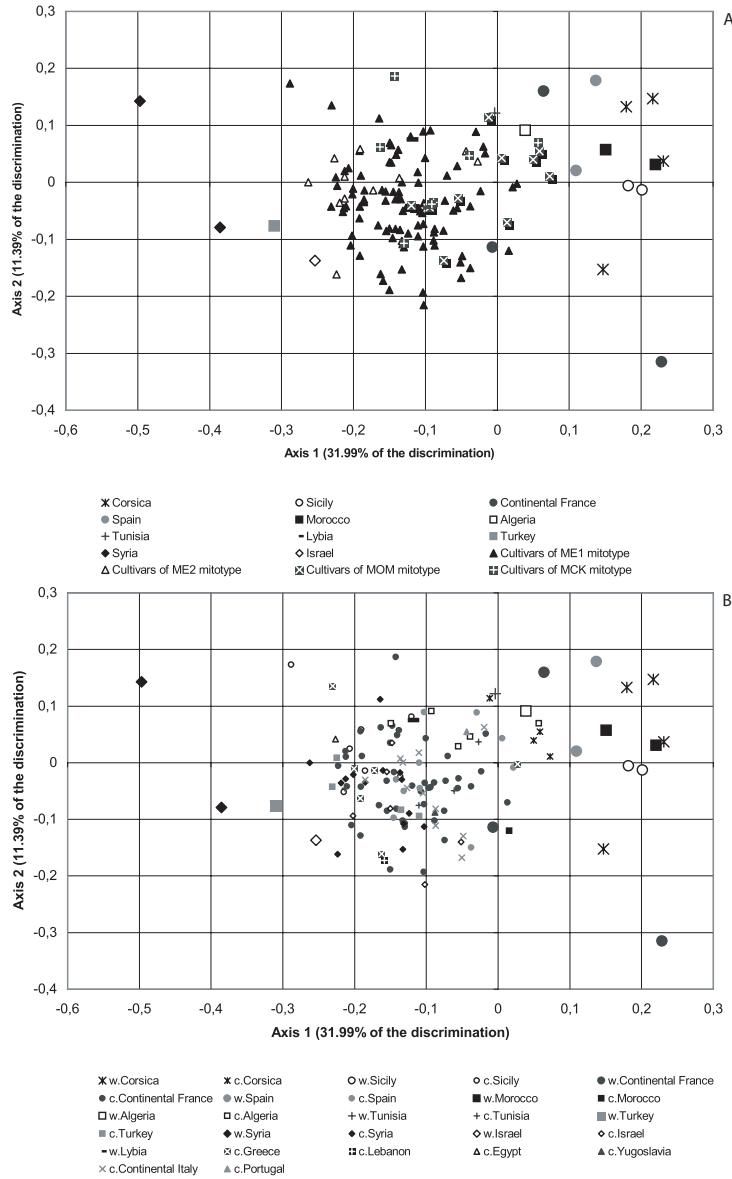 A
0,3
0,2
0,1
0
-0,1
-0,2
-0,3
-0,4
Axis 2 (11.39% of the discrimination)
-0,6 -0,5 -0,4 -0,3 -0,2 -0,1 0 0,1 0,2 0,3
Axis 1 (31.99% of the discrimination)
Corsica Sicily Continental France
Spain Morocco Algeria
Tunisia Lybia Turkey
Syria Israel Cultivars of ME1 mitotype
Cultivars of ME2 mitotype Cultivars of MOM mitotype Cultivars of MCK mitotype
B
0,3
0,2
0,1
0
-0,1
-0,2
-0,3
-0,4
Axis 2 (11.39% of the discrimination)
-0,6 -0,5 -0,4 -0,3 -0,2 -0,1 0 0,1 0,2 0,3
Axis 1 (31.99% of the discrimination)
w.Corsica c.Corsica w.Sicily c.Sicily w.Continental France
c.Continental France w.Spain c.Spain w.Morocco c.Morocco
w.Algeria c.Algeria w.Tunisia c.Tunisia w.Turkey
c.Turkey w.Syria c.Syria w.Israel c.Israel
w.Lybia c.Greece c.Lebanon c.Egypt c.Yugoslavia
c.Continental Italy c.Portugal